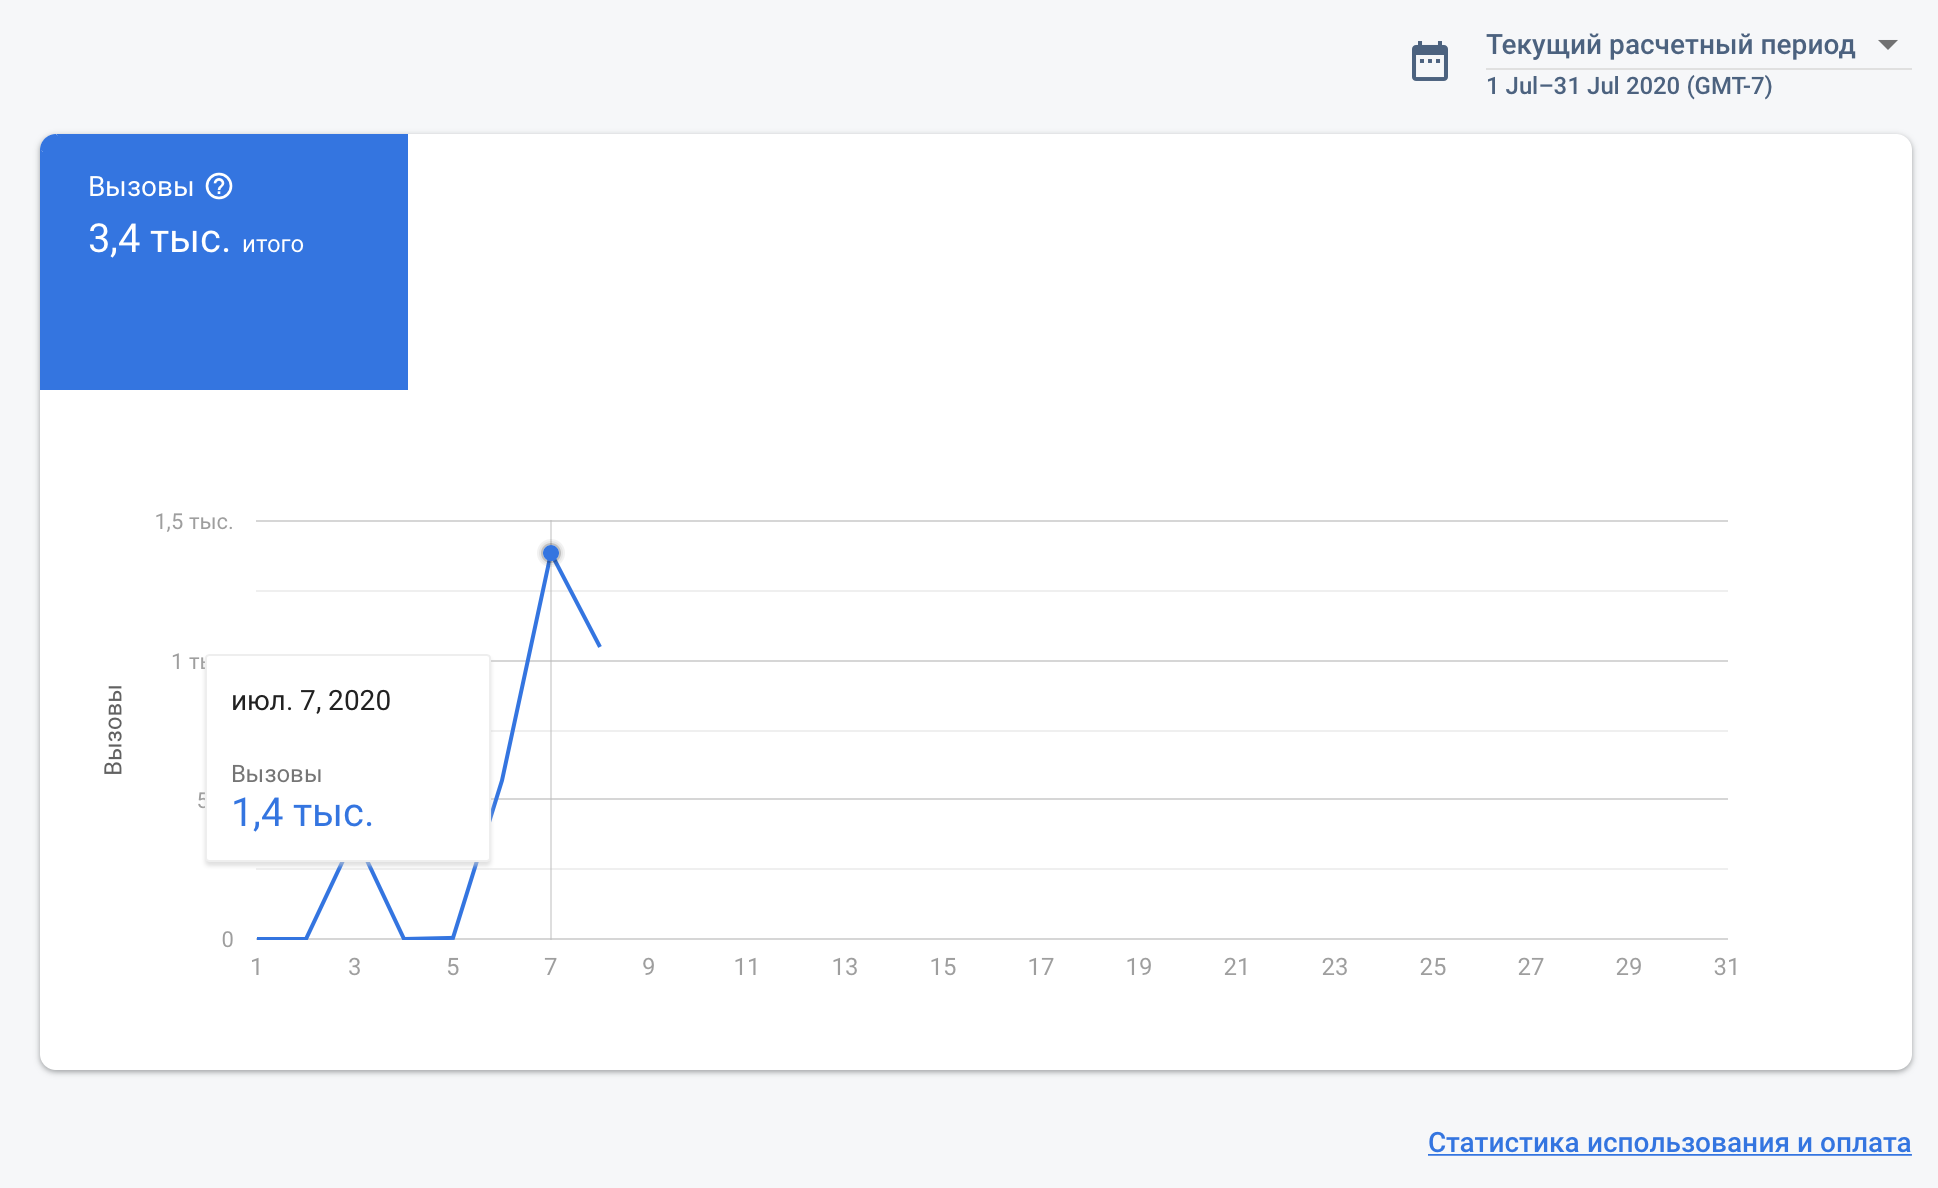 Текущий расчетный период
1 Jul–31 Jul 2020 (GMT-7)
Вызовы
3,4 тыс. итого
1,5 тыс.
1
июл. 7, 2020
Вызовы
1,4 тыс.
Вызовы
5
0
1 3 5 7 9 11 13 15 17 19 21 23 25 27 29 31
Статистика использования и оплата